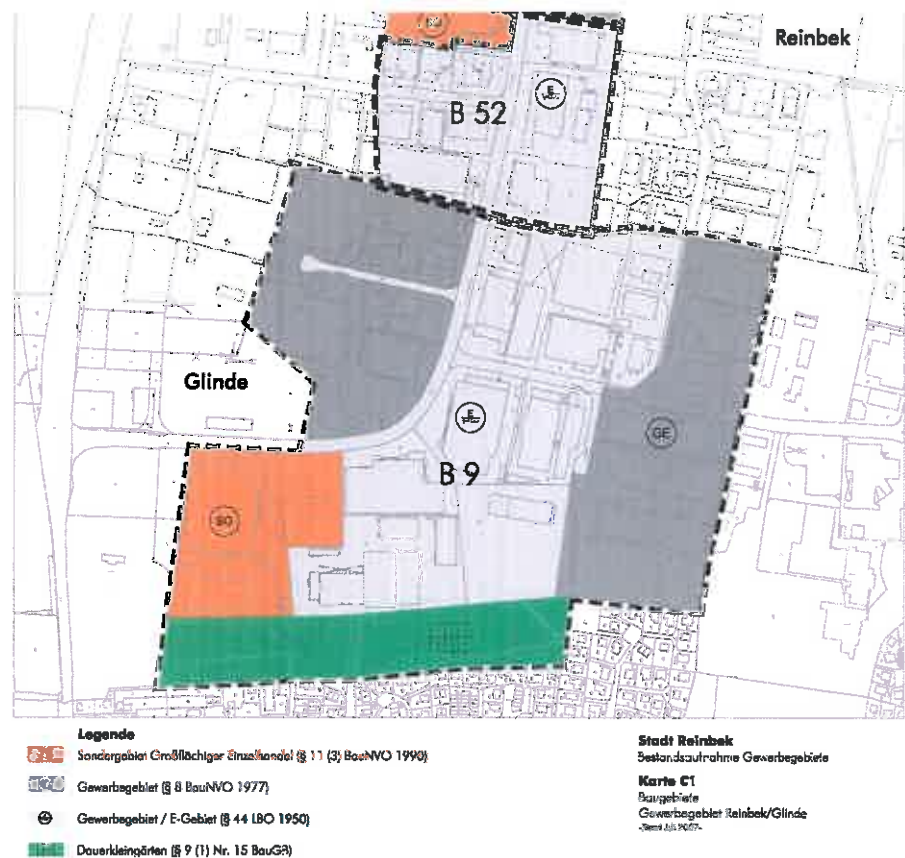 Reinbek
E
B 52
Glinde
E
GE
B 9
SO
Legende
Sondergebiet Großflächiger Einzelhandel (§ 11 (3) BauNVO 1990)
Gewerbegebiet (§ 8 BauNVO 1977)
Gewerbegebiet / E-Gebiet (§ 44 LBO 1950)
Dauerkleingärten (§ 9 (1) Nr. 15 BauGB)
Stadt Reinbek
Bestandsaufnahme Gewerbegebiete
Karte C1
Baugebiete
Gewerbegebiet Reinbek/Glinde